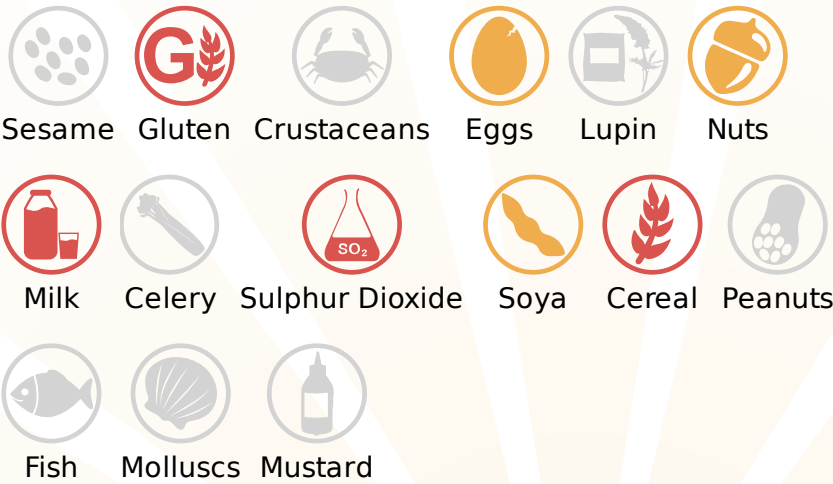 G
Sesame Gluten Crustaceans Eggs Lupin Nuts
SO₂
Milk Celery Sulphur Dioxide Soya Cereal Peanuts
Fish Molluscs Mustard